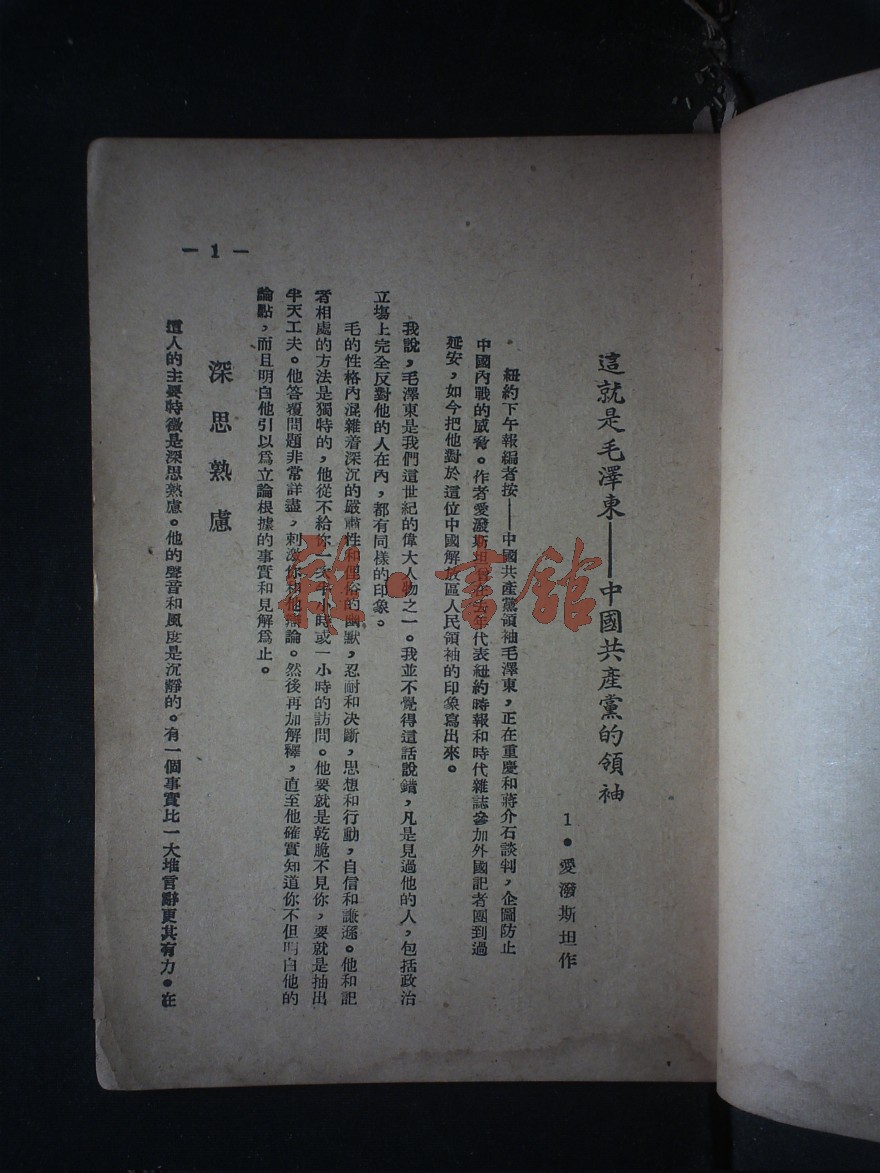 這就是毛澤東——中國共產黨的領袖
1·愛潑斯坦作
紐約下午報編者按——中國共產黨領袖毛澤東，正在重慶和蔣介石談判，企圖防止
中國內戰的威脅。作者愛潑斯坦曾在去年代表紐約時報和時代雜誌參加外國記者團到過
延安，如今把他對於這位中國解放區人民領袖的印象寫出來。
我說，毛澤東是我們這世紀的偉大人物之一。我並不覺得這話說錯，凡是見過他的人，包括政治
立場上完全反對他的人在內，都有同樣的印象。
毛的性格內混雜着深沉的嚴肅性和俚俗的幽默，忍耐和决斷，思想和行動，自信和謙遜。他和記
者相處的方法是獨特的，他從不給你一次半小時或一小時的訪問。他要就是乾脆不見你，要就是抽出
半天工夫。他答覆問題非常詳盡，刺激你和他辯論。然後再加解釋，直至他確實知道你不但明白他的
論點，而且明白他引以爲立論根據的事實和見解爲止。
深思熟慮
這人的主要特徵是深思熟慮。他的聲音和風度是沉靜的。有一個事實比一大堆言辭更其有力。在
— 1 —
書舘